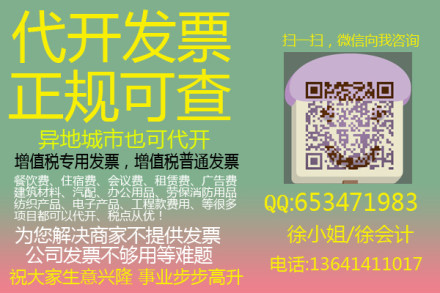 代开发票
正规可查
异地城市也可代开
增值税专用发票，增值税普通发票
餐饮费、住宿费、会议费、租赁费、广告费
建筑材料、汽配、办公用品、劳保消防用品
纺织产品、电子产品、工程款费用、等很多
项目都可以代开、税点从优！
为您解决商家不提供发票
公司发票不够用等难题
祝大家生意兴隆 事业步步高升
扫一扫，微信向我咨询
QQ:653471983
徐小姐/徐会计
电话:13641411017